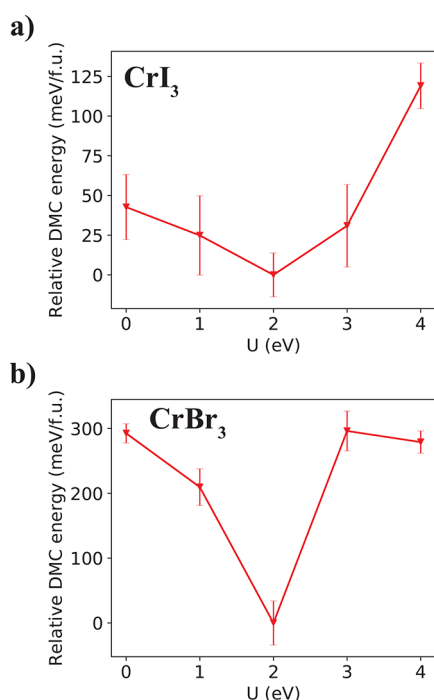 a)
CrI3
Relative DMC energy (meV/f.u.)
125
100
75
50
25
0
0 1 2 3 4
U (eV)
b)
CrBr3
Relative DMC energy (meV/f.u.)
300
200
100
0
0 1 2 3 4
U (eV)